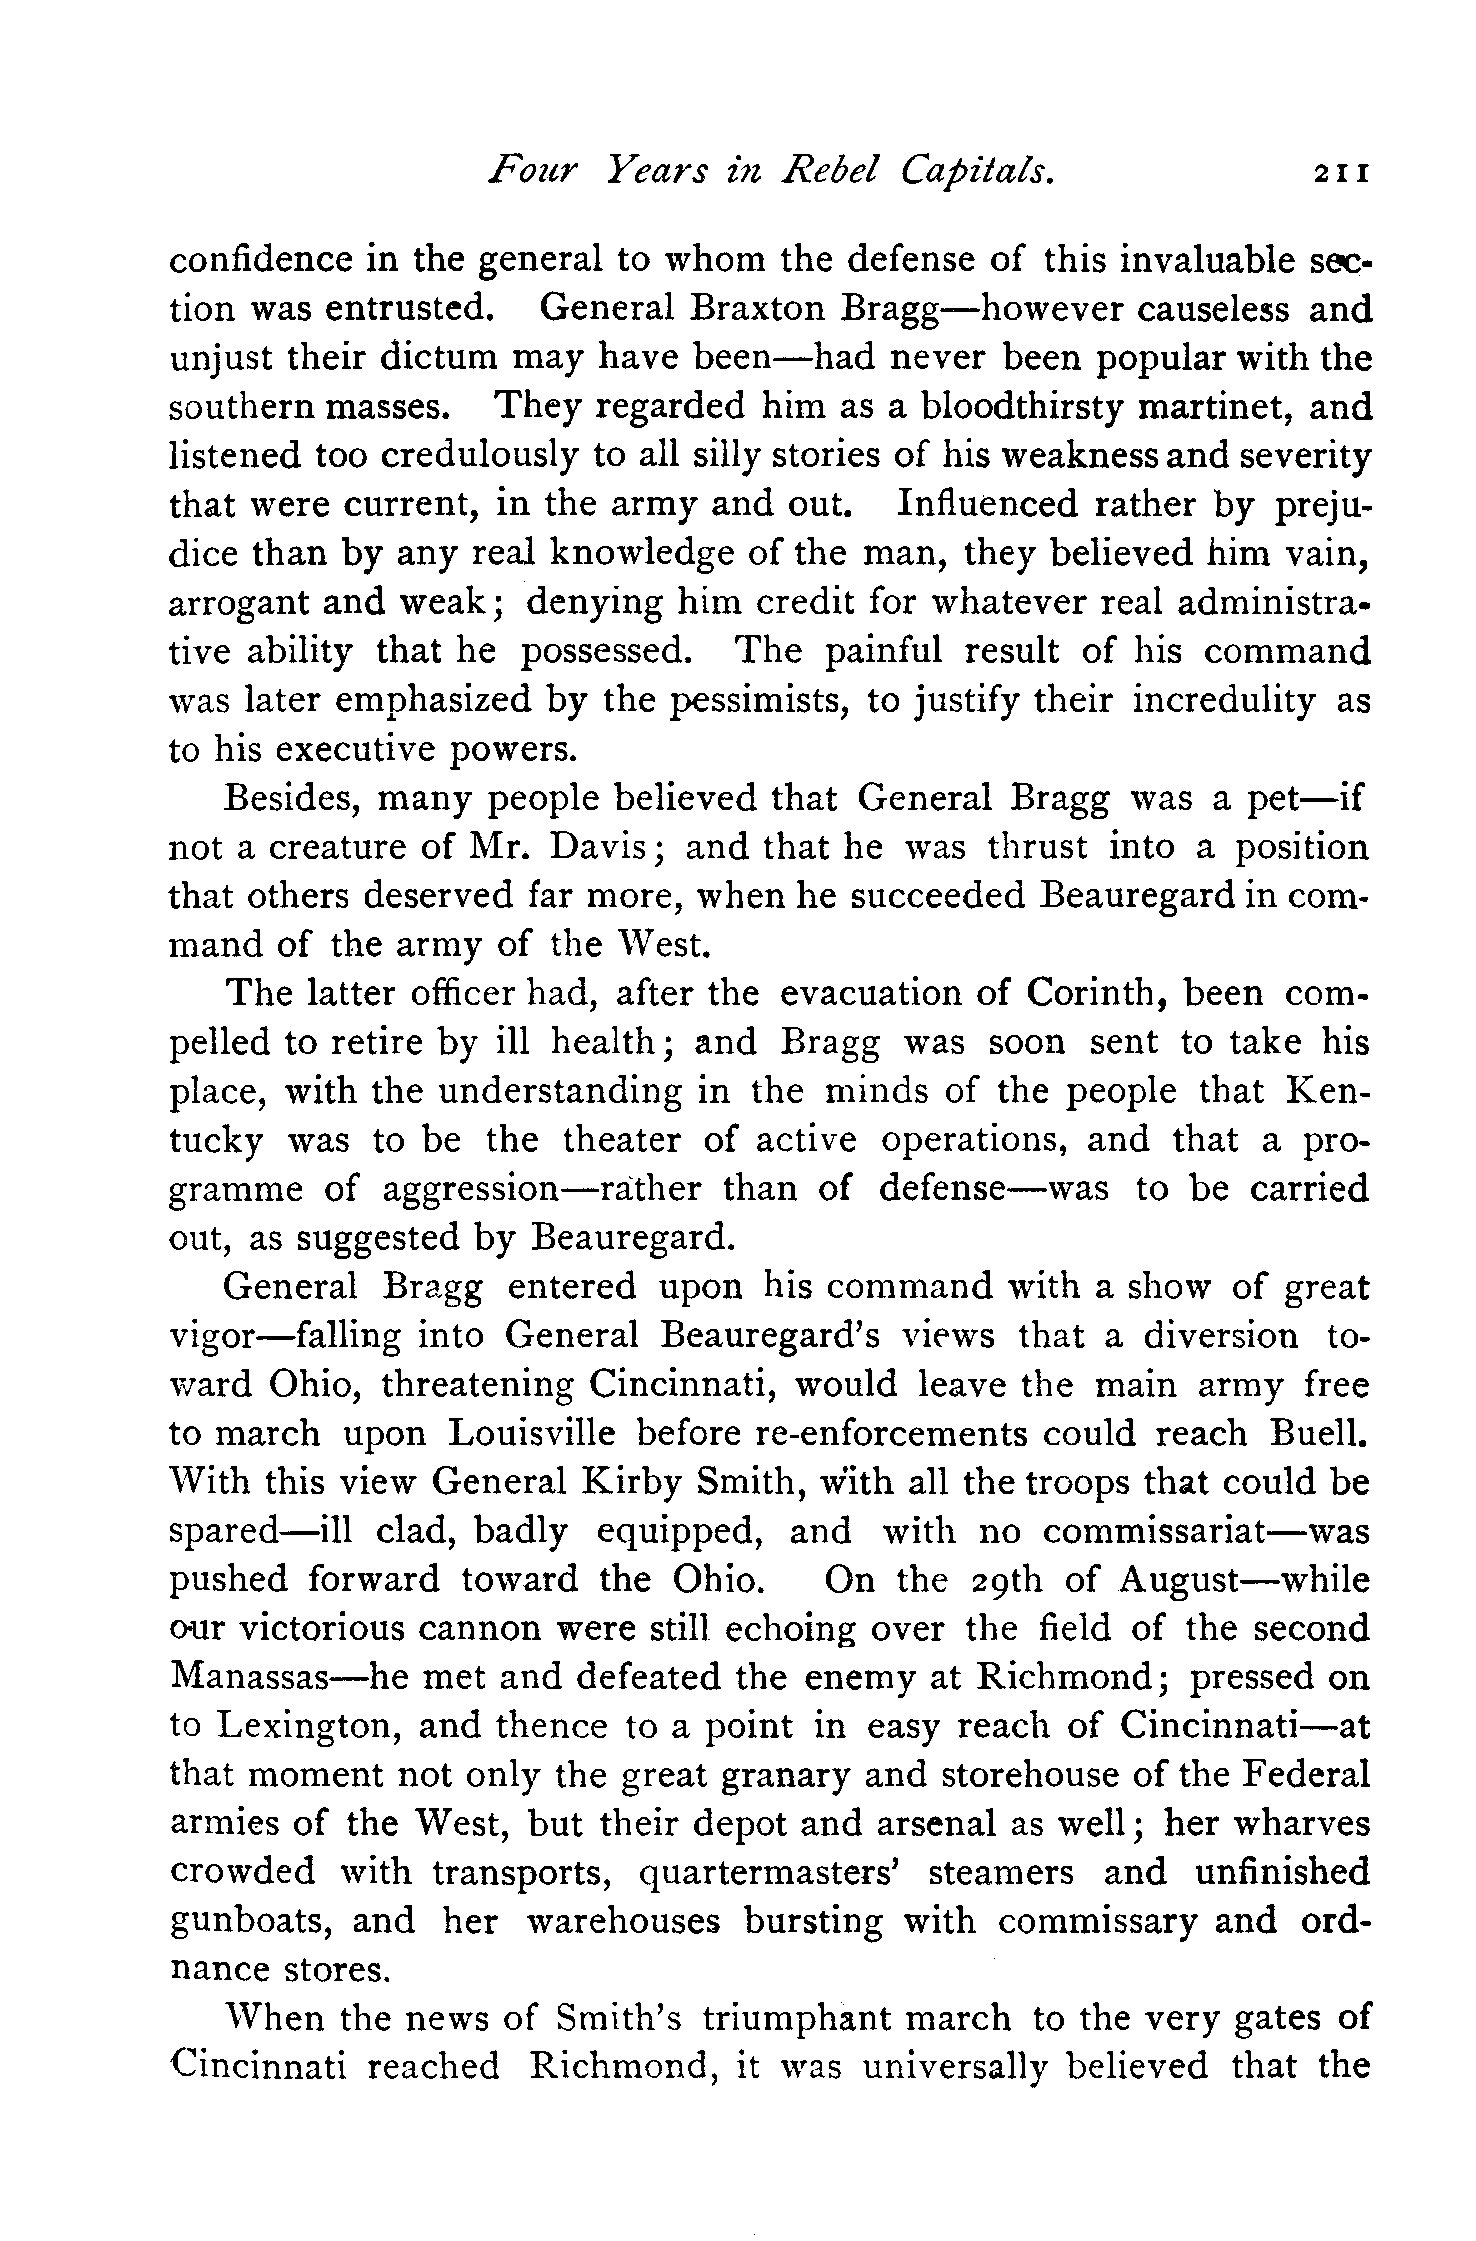 Four Years in Rebel Capitals. 211
confidence in the general to whom the defense of this invaluable sec-
tion was entrusted. General Braxton Bragg—however causeless and
unjust their dictum may have been—had never been popular with the
southern masses. They regarded him as a bloodthirsty martinet, and
listened too credulously to all silly stories of his weakness and severity
that were current, in the army and out. Influenced rather by preju-
dice than by any real knowledge of the man, they believed him vain,
arrogant and weak; denying him credit for whatever real administra-
tive ability that he possessed. The painful result of his command
was later emphasized by the pessimists, to justify their incredulity as
to his executive powers.
Besides, many people believed that General Bragg was a pet—if
not a creature of Mr. Davis; and that he was thrust into a position
that others deserved far more, when he succeeded Beauregard in com-
mand of the army of the West.
The latter officer had, after the evacuation of Corinth, been com-
pelled to retire by ill health; and Bragg was soon sent to take his
place, with the understanding in the minds of the people that Ken-
tucky was to be the theater of active operations, and that a pro-
gramme of aggression—rather than of defense—was to be carried
out, as suggested by Beauregard.
General Bragg entered upon his command with a show of great
vigor—falling into General Beauregard's views that a diversion to-
ward Ohio, threatening Cincinnati, would leave the main army free
to march upon Louisville before re-enforcements could reach Buell.
With this view General Kirby Smith, with all the troops that could be
spared—ill clad, badly equipped, and with no commissariat—was
pushed forward toward the Ohio. On the 29th of August—while
our victorious cannon were still echoing over the field of the second
Manassas—he met and defeated the enemy at Richmond; pressed on
to Lexington, and thence to a point in easy reach of Cincinnati—at
that moment not only the great granary and storehouse of the Federal
armies of the West, but their depot and arsenal as well; her wharves
crowded with transports, quartermasters' steamers and unfinished
gunboats, and her warehouses bursting with commissary and ord-
nance stores.
When the news of Smith's triumphant march to the very gates of
Cincinnati reached Richmond, it was universally believed that the